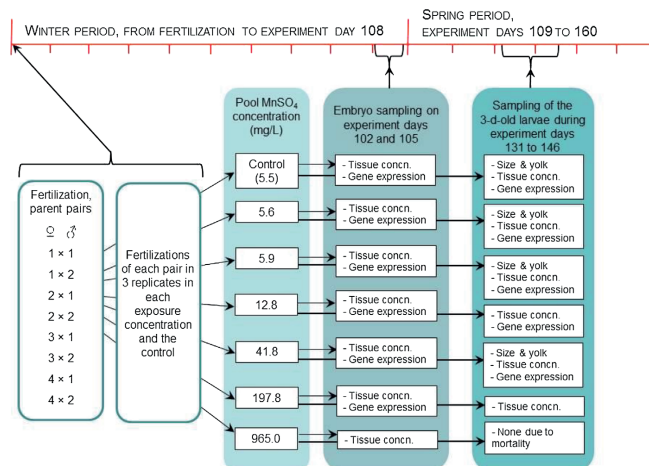 WINTER PERIOD, FROM FERTILIZATION TO EXPERIMENT DAY 108
SPRING PERIOD,
EXPERIMENT DAYS 109 TO 160
Pool MnSO₄
concentration
(mg/L)
Embryo sampling on
experiment days
102 and 105
Sampling of the
3-d-old larvae during
experiment days
131 to 146
Fertilization,
parent pairs
♀ ♂
1 × 1
1 × 2
2 × 1
2 × 2
3 × 1
3 × 2
4 × 1
4 × 2
Fertilizations
of each pair in
3 replicates in
each
exposure
concentration
and the
control
Control
(5.5)
- Tissue concn.
- Gene expression
- Size & yolk
- Tissue concn.
- Gene expression
5.6
- Tissue concn.
- Gene expression
- Size & yolk
- Tissue concn.
- Gene expression
5.9
- Tissue concn.
- Gene expression
- Size & yolk
- Tissue concn.
- Gene expression
12.8
- Tissue concn.
- Gene expression
- Tissue concn.
- Gene expression
41.8
- Tissue concn.
- Gene expression
- Size & yolk
- Tissue concn.
- Gene expression
197.8
- Tissue concn.
- Gene expression
- Tissue concn.
965.0
- Tissue concn.
- None due to
mortality